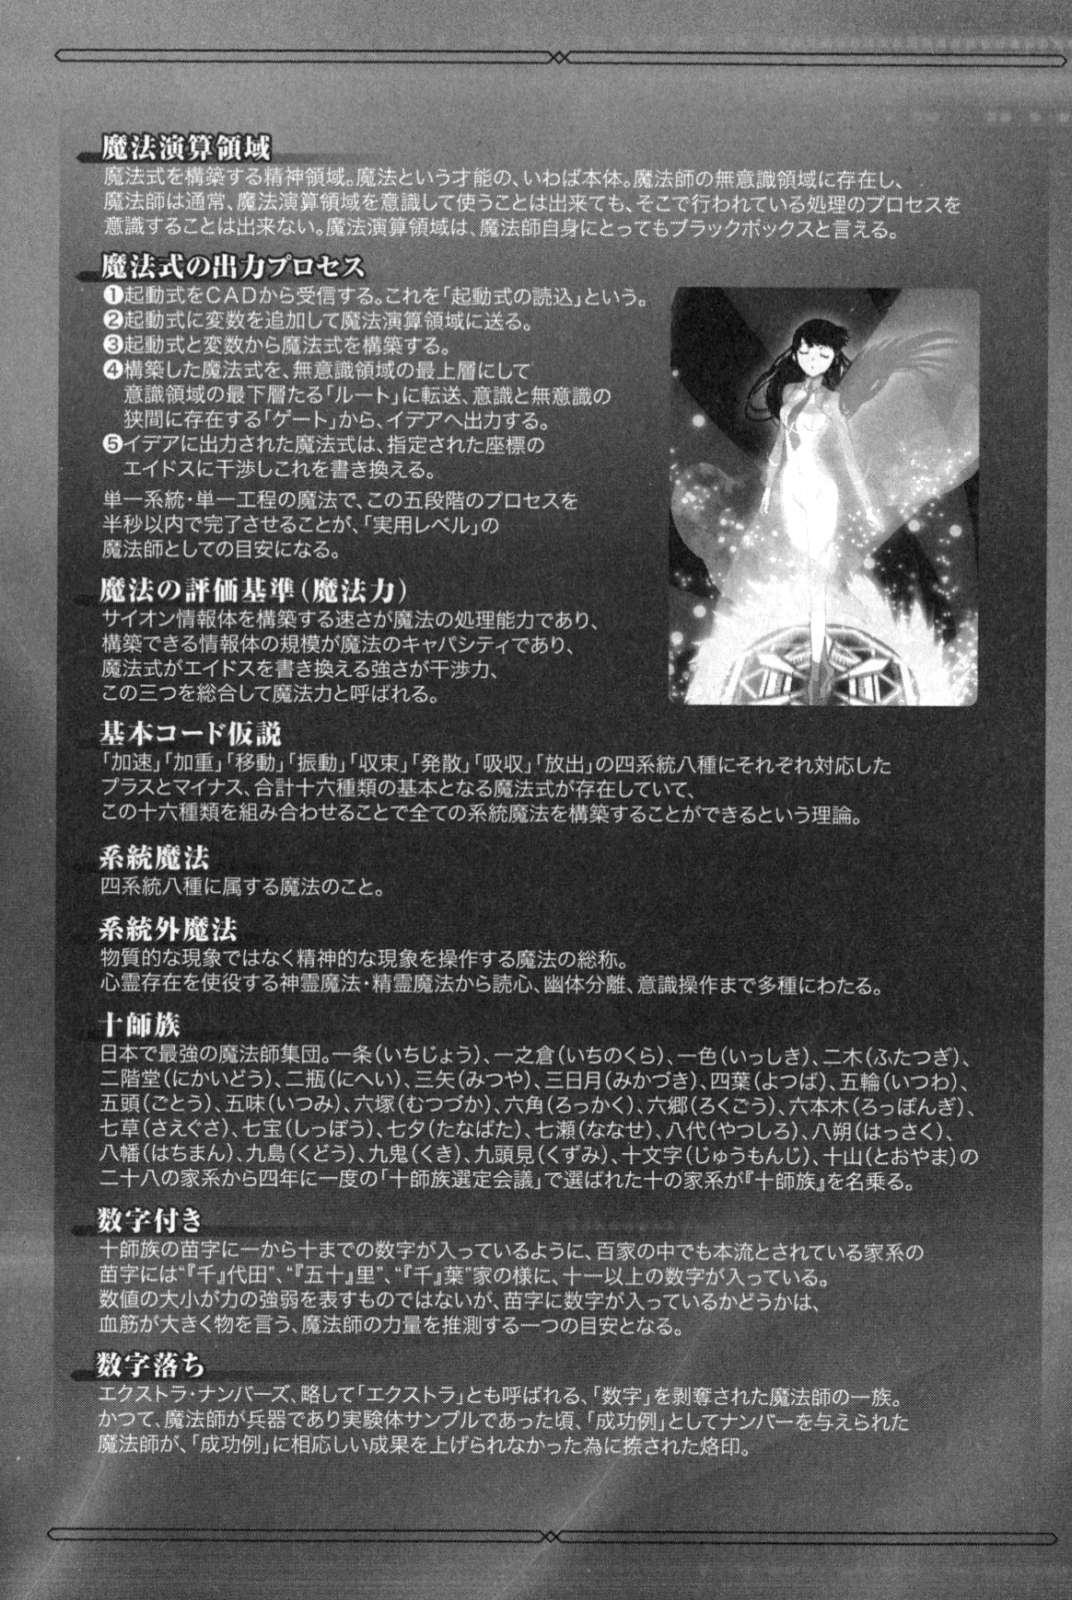 魔法演算領域
魔法式を構築する精神領域。魔法という才能の、いわば本体。魔法師の無意識領域に存在し、
魔法師は通常、魔法演算領域を意識して使うことは出来ても、そこで行われている処理のプロセスを
意識することは出来ない。魔法演算領域は、魔法師自身にとってもブラックボックスと言える。
魔法式の出力プロセス
❶起動式をCADから受信する。これを「起動式の読込」という。
❷起動式に変数を追加して魔法演算領域に送る。
❸起動式と変数から魔法式を構築する。
❹構築した魔法式を、無意識領域の最上層にして
意識領域の最下層たる「ルート」に転送、意識と無意識の
狭間に存在する「ゲート」から、イデアへ出力する。
❺イデアに出力された魔法式は、指定された座標の
エイドスに干渉しこれを書き換える。
単一系統・単一工程の魔法で、この五段階のプロセスを
半秒以内で完了させることが、「実用レベル」の
魔法師としての目安になる。
魔法の評価基準(魔法力)
サイオン情報体を構築する速さが魔法の処理能力であり、
構築できる情報体の規模が魔法のキャパシティであり、
魔法式がエイドスを書き換える強さが干渉力、
この三つを総合して魔法力と呼ばれる。
基本コード仮説
「加速」「加重」「移動」「振動」「収束」「発散」「吸収」「放出」の四系統八種にそれぞれ対応した
プラスとマイナス、合計十六種類の基本となる魔法式が存在していて、
この十六種類を組み合わせることで全ての系統魔法を構築することができるという理論。
系統魔法
四系統八種に属する魔法のこと。
系統外魔法
物質的な現象ではなく精神的な現象を操作する魔法の総称。
心霊存在を使役する神霊魔法・精霊魔法から読心、幽体分離、意識操作まで多種にわたる。
十師族
日本で最強の魔法師集団。一条(いちじょう)、一之倉(いちのくら)、一色(いっしき)、二木(ふたつぎ)、
二階堂(にかいどう)、二瓶(にへい)、三矢(みつや)、三日月(みかづき)、四葉(よつば)、五輪(いつわ)、
五頭(ごとう)、五味(いつみ)、六塚(むつづか)、六角(ろっかく)、六郷(ろくごう)、六本木(ろっぽんぎ)、
七草(さえぐさ)、七宝(しっぽう)、七夕(たなばた)、七瀬(ななせ)、八代(やつしろ)、八朔(はっさく)、
八幡(はちまん)、九島(くどう)、九鬼(くき)、九頭見(くずみ)、十文字(じゅうもんじ)、十山(とおやま)の
二十八の家系から四年に一度の「十師族選定会議」で選ばれた十の家系が『十師族』を名乗る。
数字付き
十師族の苗字に一から十までの数字が入っているように、百家の中でも本流とされている家系の
苗字には“『千』代田”、“『五十』里”、“『千』葉”家の様に、十一以上の数字が入っている。
数値の大小が力の強弱を表すものではないが、苗字に数字が入っているかどうかは、
血筋が大きく物を言う、魔法師の力量を推測する一つの目安となる。
数字落ち
エクストラ・ナンバーズ、略して「エクストラ」とも呼ばれる、「数字」を剥奪された魔法師の一族。
かつて、魔法師が兵器であり実験体サンプルであった頃、「成功例」としてナンバーを与えられた
魔法師が、「成功例」に相応しい成果を上げられなかった為に捺された烙印。